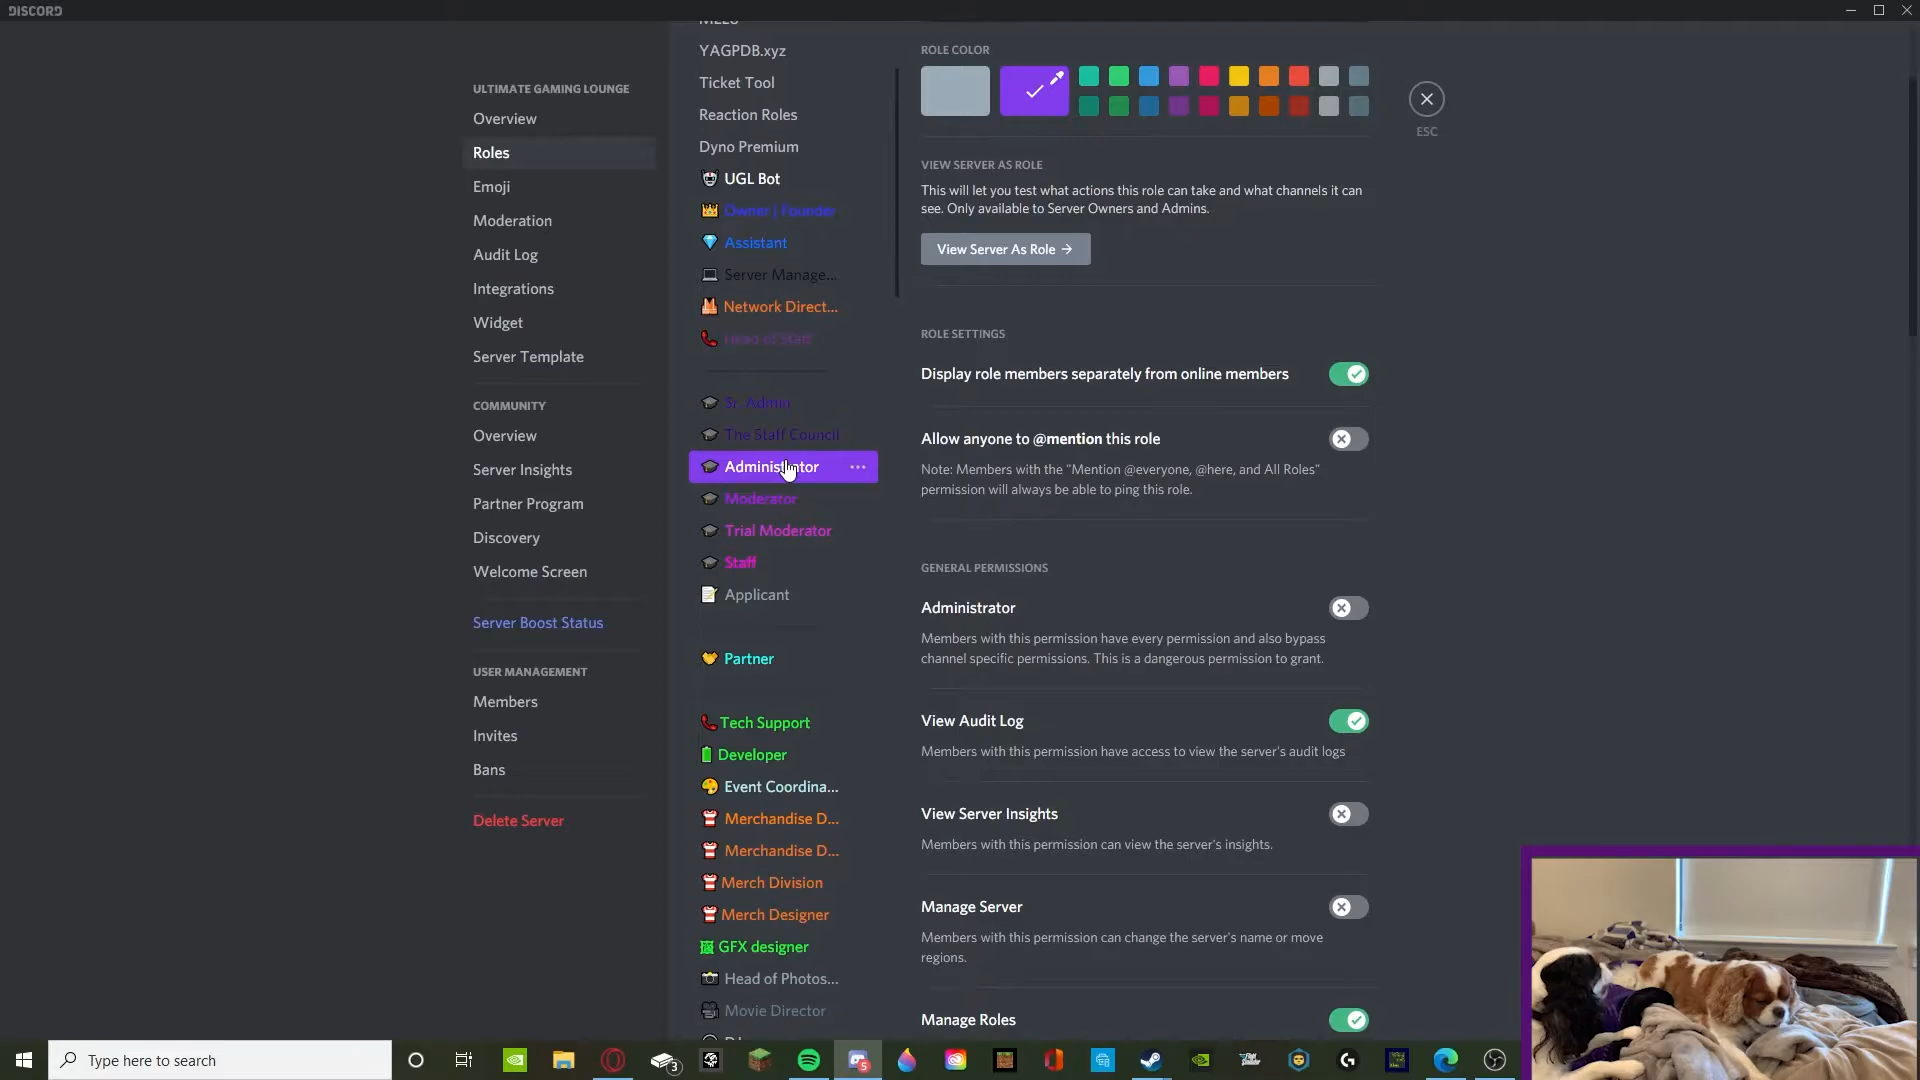 DISCORD
ULTIMATE GAMING LOUNGE
Overview
Roles
Emoji
Moderation
Audit Log
Integrations
Widget
Server Template
COMMUNITY
Overview
Server Insights
Partner Program
Discovery
Welcome Screen
Server Boost Status
USER MANAGEMENT
Members
Invites
Bans
Delete Server
YAGPDB.xyz
Ticket Tool
Reaction Roles
Dyno Premium
UGL Bot
Owner | Founder
Assistant
Server Manage...
Network Direct...
Head of Staff
Sr. Admin
The Staff Council
Administrator
Moderator
Trial Moderator
Staff
Applicant
Partner
Tech Support
Developer
Event Coordina...
Merchandise D...
Merchandise D...
Merch Division
Merch Designer
GFX designer
Head of Photos...
Movie Director
ROLE COLOR
VIEW SERVER AS ROLE
This will let you test what actions this role can take and what channels it can
see. Only available to Server Owners and Admins.
View Server As Role →
ROLE SETTINGS
Display role members separately from online members
Allow anyone to @mention this role
Note: Members with the "Mention @everyone, @here, and All Roles"
permission will always be able to ping this role.
GENERAL PERMISSIONS
Administrator
Members with this permission have every permission and also bypass
channel specific permissions. This is a dangerous permission to grant.
View Audit Log
Members with this permission have access to view the server's audit logs
View Server Insights
Members with this permission can view the server's insights.
Manage Server
Members with this permission can change the server's name or move
regions.
Manage Roles
ESC
Type here to search
3
5